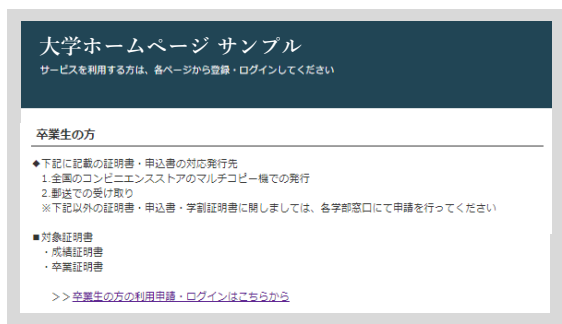 大学ホームページ サンプル
サービスを利用する方は、各ページから登録・ログインしてください
卒業生の方
◆下記に記載の証明書・申込書の対応発行先
1.全国のコンビニエンスストアのマルチコピー機での発行
2.郵送での受け取り
※下記以外の証明書・申込書・学割証明書に関しましては、各学部窓口にて申請を行ってください
■対象証明書
・成績証明書
・卒業証明書
>>卒業生の方の利用申請・ログインはこちらから